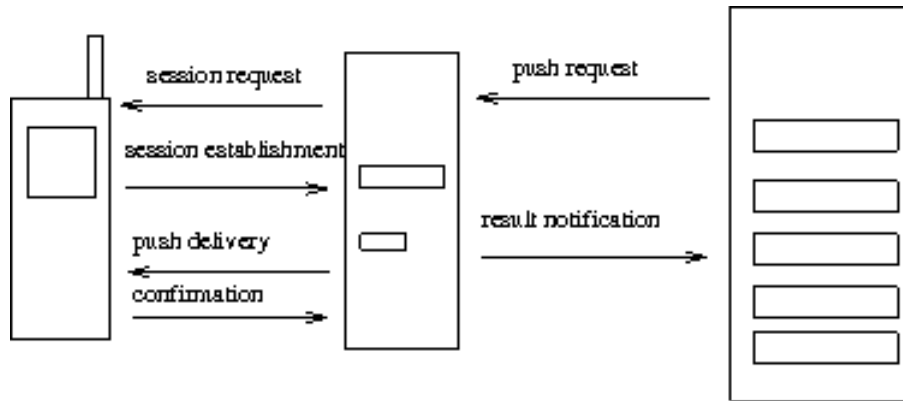 session request
push request
session establishment
result notification
push delivery
confirmation